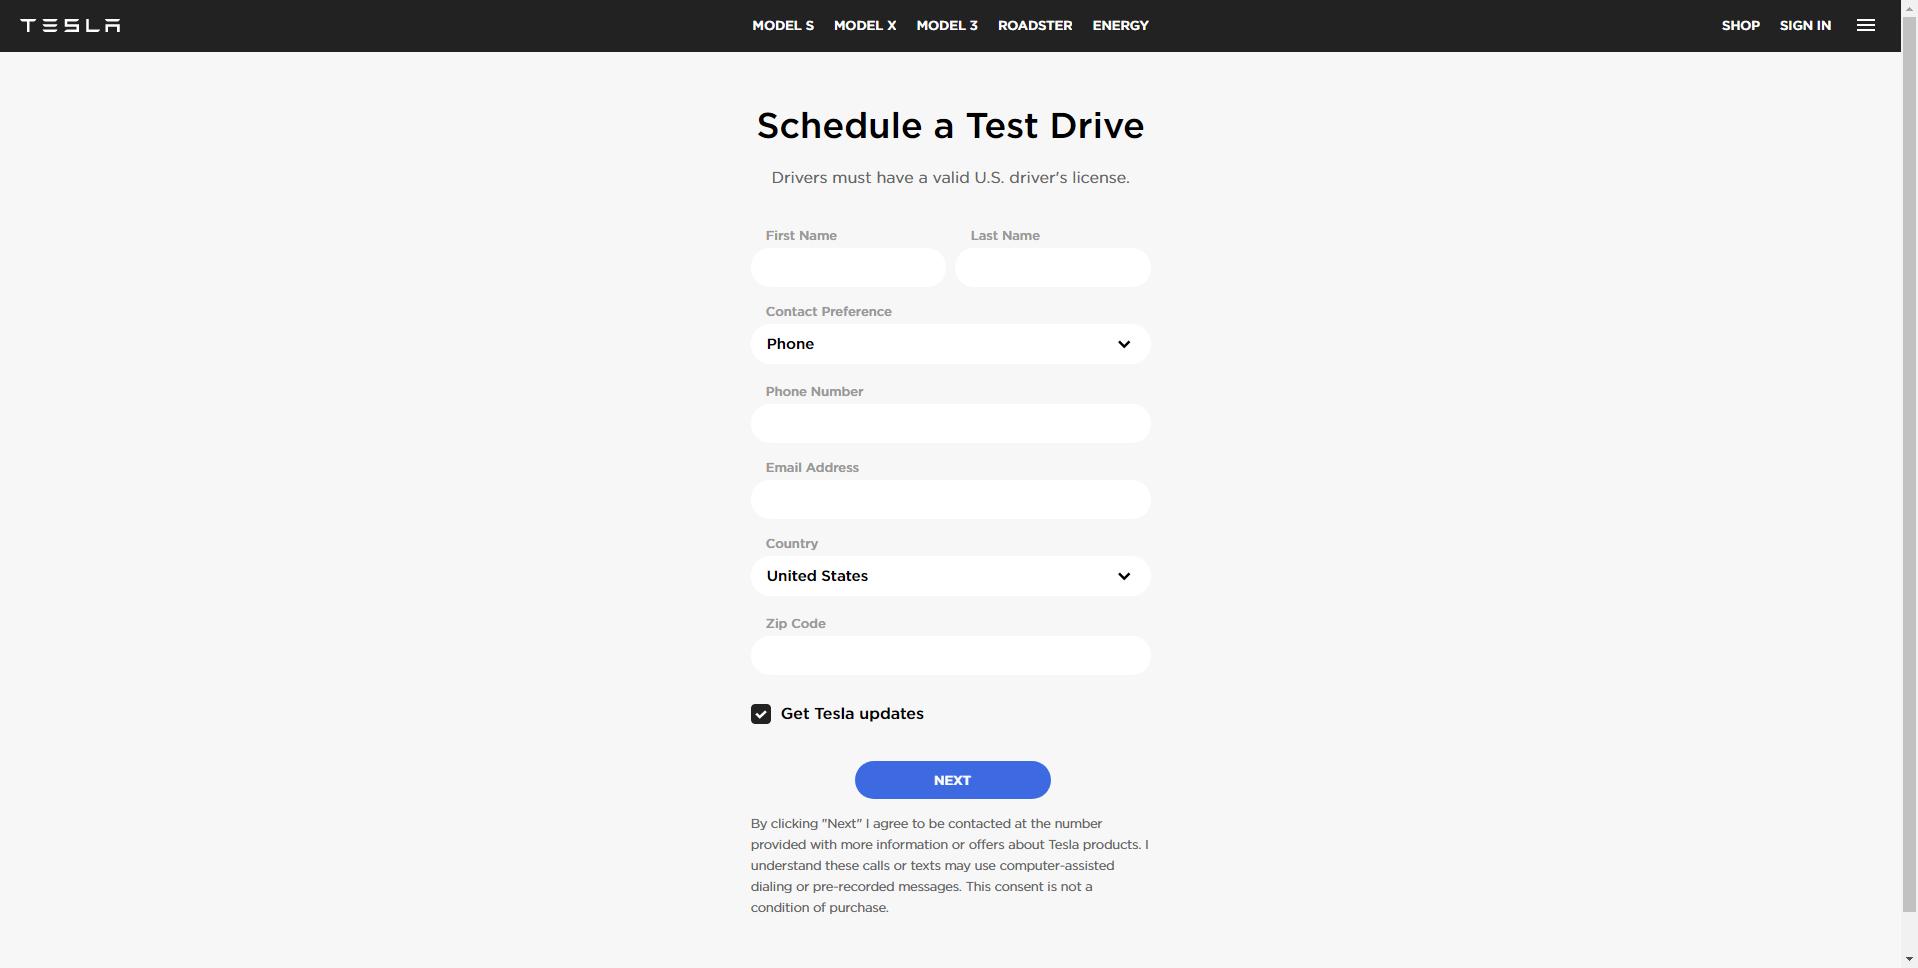 TESLA
MODEL S MODEL X MODEL 3 ROADSTER ENERGY
SHOP SIGN IN
Schedule a Test Drive
Drivers must have a valid U.S. driver's license.
First Name Last Name
Contact Preference
Phone
Phone Number
Email Address
Country
United States
Zip Code
Get Tesla updates
NEXT
By clicking "Next" I agree to be contacted at the number
provided with more information or offers about Tesla products. I
understand these calls or texts may use computer-assisted
dialing or pre-recorded messages. This consent is not a
condition of purchase.